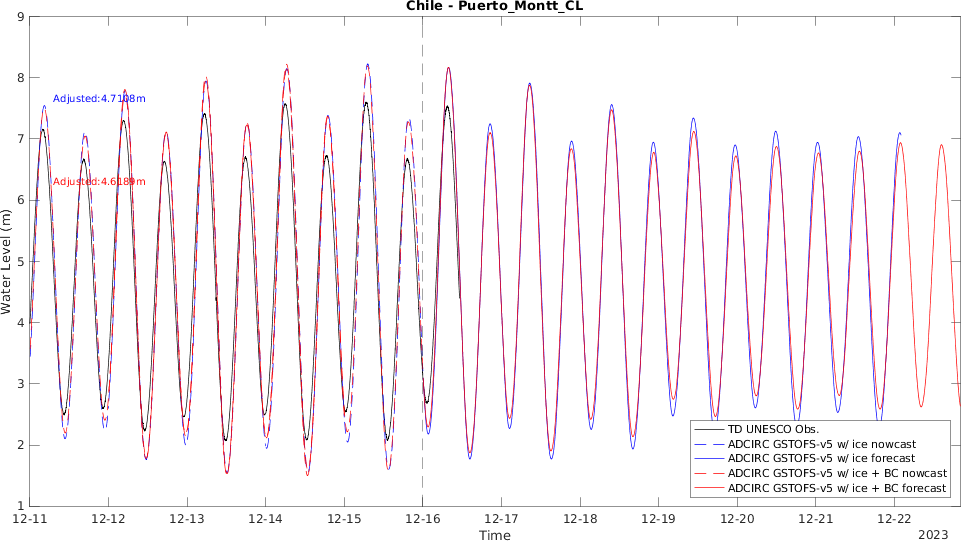 Chile - Puerto_Montt_CL
9
8
7
6
5
4
3
2
1
Water Level (m)
Adjusted:4.7108m
Adjusted:4.6189m
TD UNESCO Obs.
ADCIRC GSTOFS-v5 w/ ice nowcast
ADCIRC GSTOFS-v5 w/ ice forecast
ADCIRC GSTOFS-v5 w/ ice + BC nowcast
ADCIRC GSTOFS-v5 w/ ice + BC forecast
12-11 12-12 12-13 12-14 12-15 12-16 12-17 12-18 12-19 12-20 12-21 12-22
Time
2023